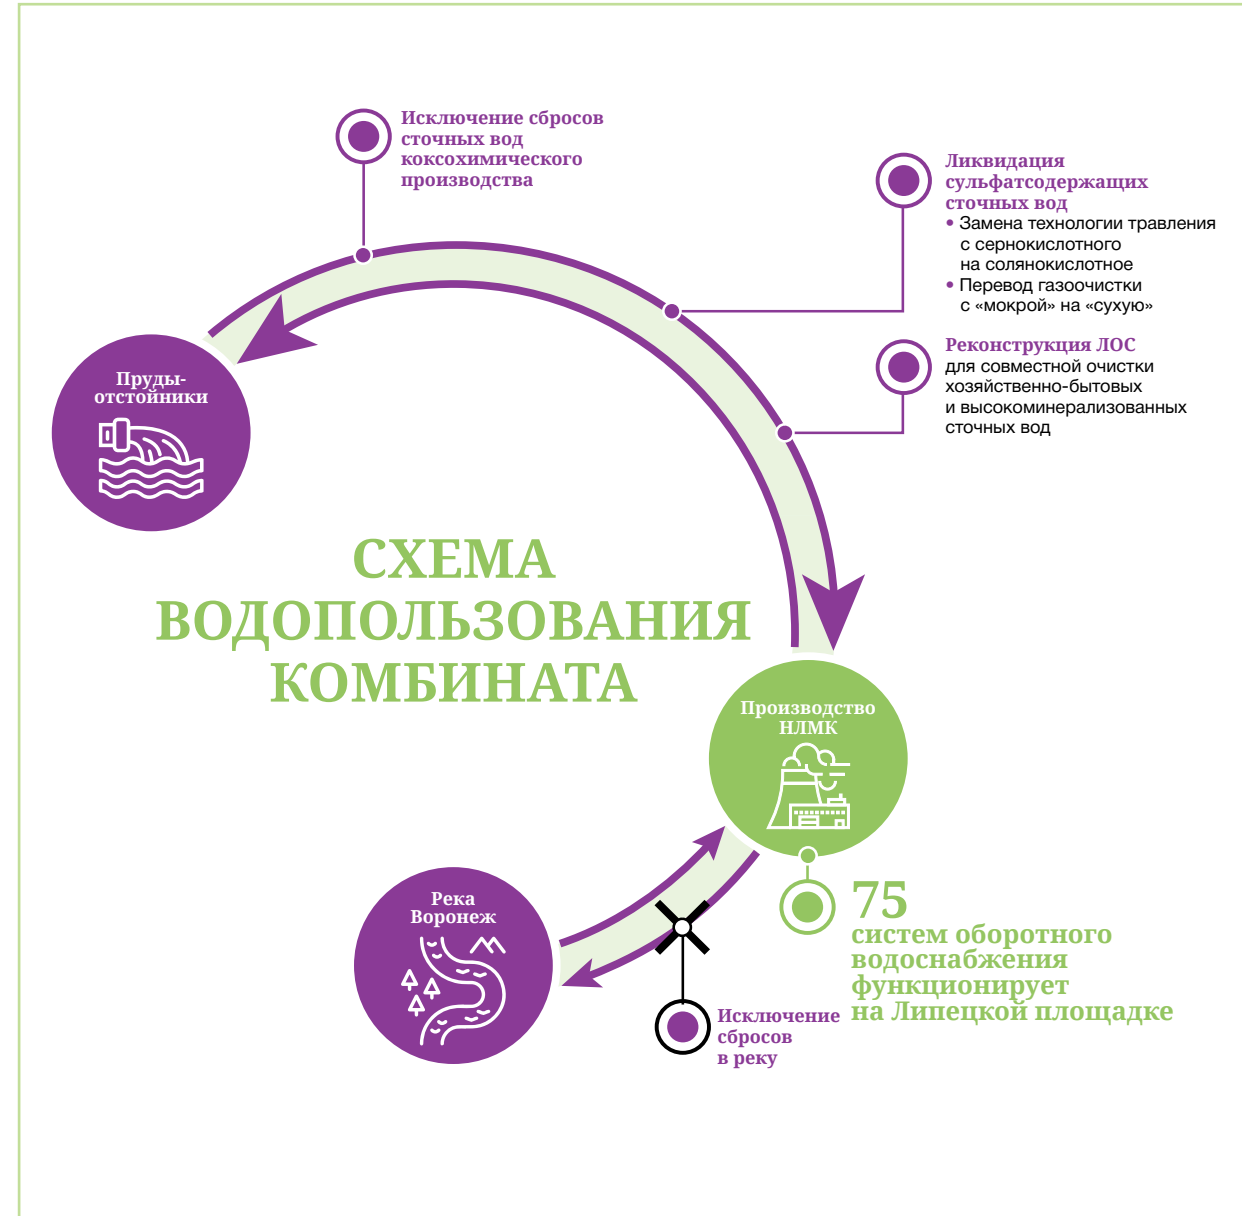 Исключение сбросов
сточных вод
коксохимического
производства
Ликвидация
сульфатсодержащих
сточных вод
• Замена технологии травления
с сернокислотного
на солянокислотное
• Перевод газоочистки
с «мокрой» на «сухую»
Реконструкция ЛОС
для совместной очистки
хозяйственно-бытовых
и высокоминерализованных
сточных вод
Пруды-
отстойники
СХЕМА
ВОДОПОЛЬЗОВАНИЯ
КОМБИНАТА
Производство
НЛМК
Река
Воронеж
75
систем оборотного
водоснабжения
функционирует
на Липецкой площадке
Исключение
сбросов
в реку